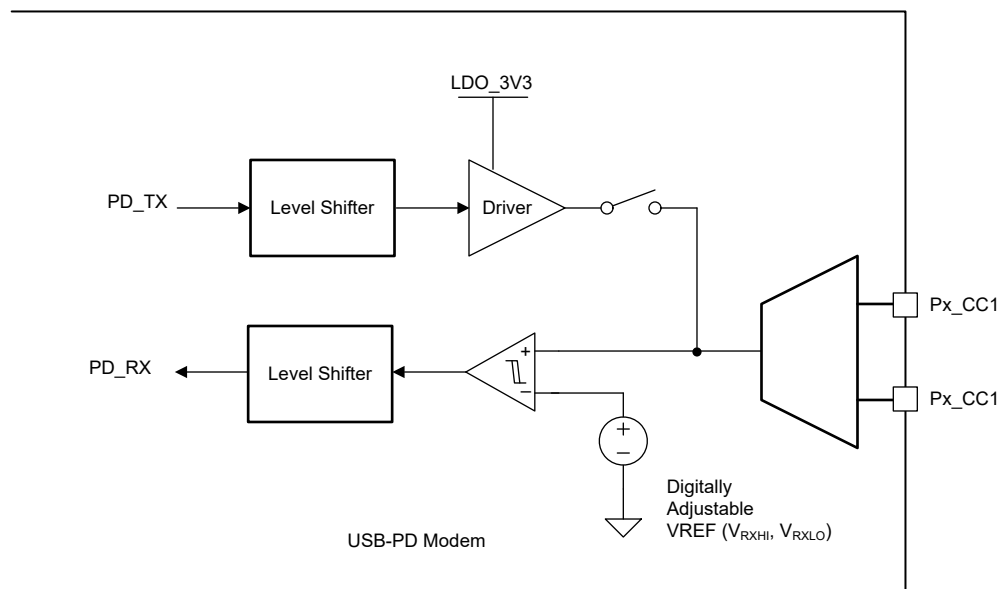 LDO_3V3
PD_TX
Level Shifter
Driver
Px_CC1
PD_RX
Level Shifter
+
−
+
−
Px_CC1
Digitally
Adjustable
VREF (VRXHI, VRXLO)
USB-PD Modem